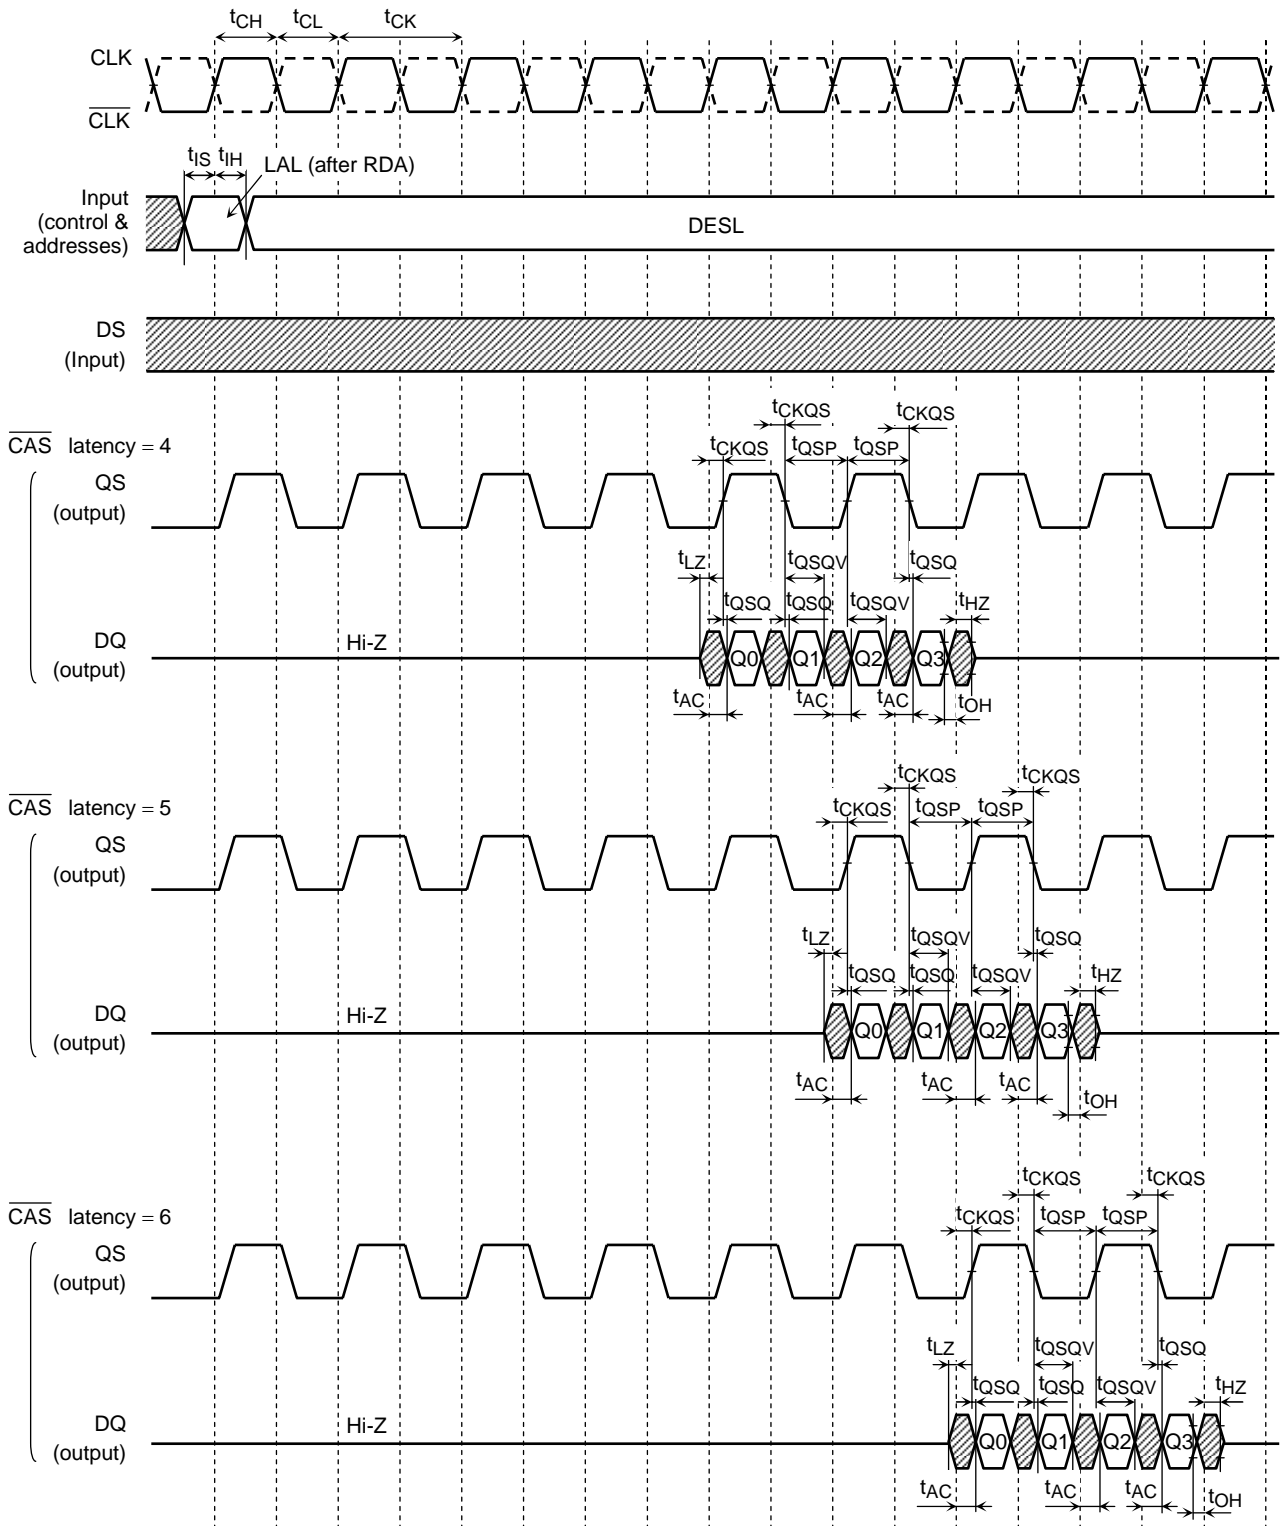 tCH tCL tCK
CLK
CLK
tIS tIH LAL (after RDA)
Input
(control &
addresses)
DESL
DS
(Input)
tCKQS tCKQS
CAS latency = 4
tCKQS tQSP tQSP
QS
(output)
tLZ tQSQV tQSQ
tQSQ tQSQ tQSQV tHZ
DQ
(output)
Hi-Z
Q0 Q1 Q2 Q3
tAC tAC tAC tOH
tCKQS tCKQS
CAS latency = 5
tCKQS tQSP tQSP
QS
(output)
tLZ tQSQV tQSQ
tQSQ tQSQ tQSQV tHZ
DQ
(output)
Hi-Z
Q0 Q1 Q2 Q3
tAC tAC tAC tOH
tCKQS tCKQS
CAS latency = 6
tCKQS tQSP tQSP
QS
(output)
tLZ tQSQV tQSQ
tQSQ tQSQ tQSQV tHZ
DQ
(output)
Hi-Z
Q0 Q1 Q2 Q3
tAC tAC tAC tOH